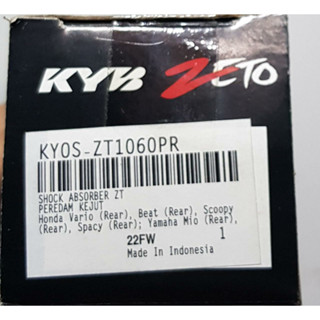 KYB ZETO
KYOS-ZT1060PR
SHOCK ABSORBER ZT
PEREDAM KEJUT
Honda Vario (Rear), Beat (Rear), Scoopy
(Rear), Spacy (Rear); Yamaha Mio (Rear),
22FW 1
Made In Indonesia